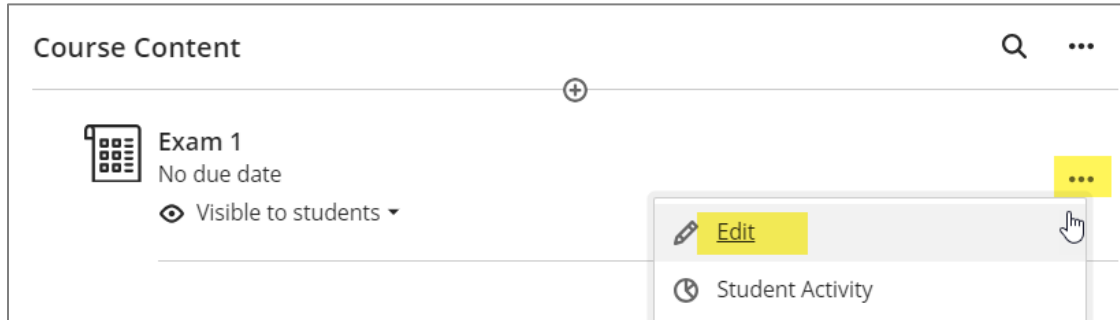 Course Content
Exam 1
No due date
Visible to students
Edit
Student Activity